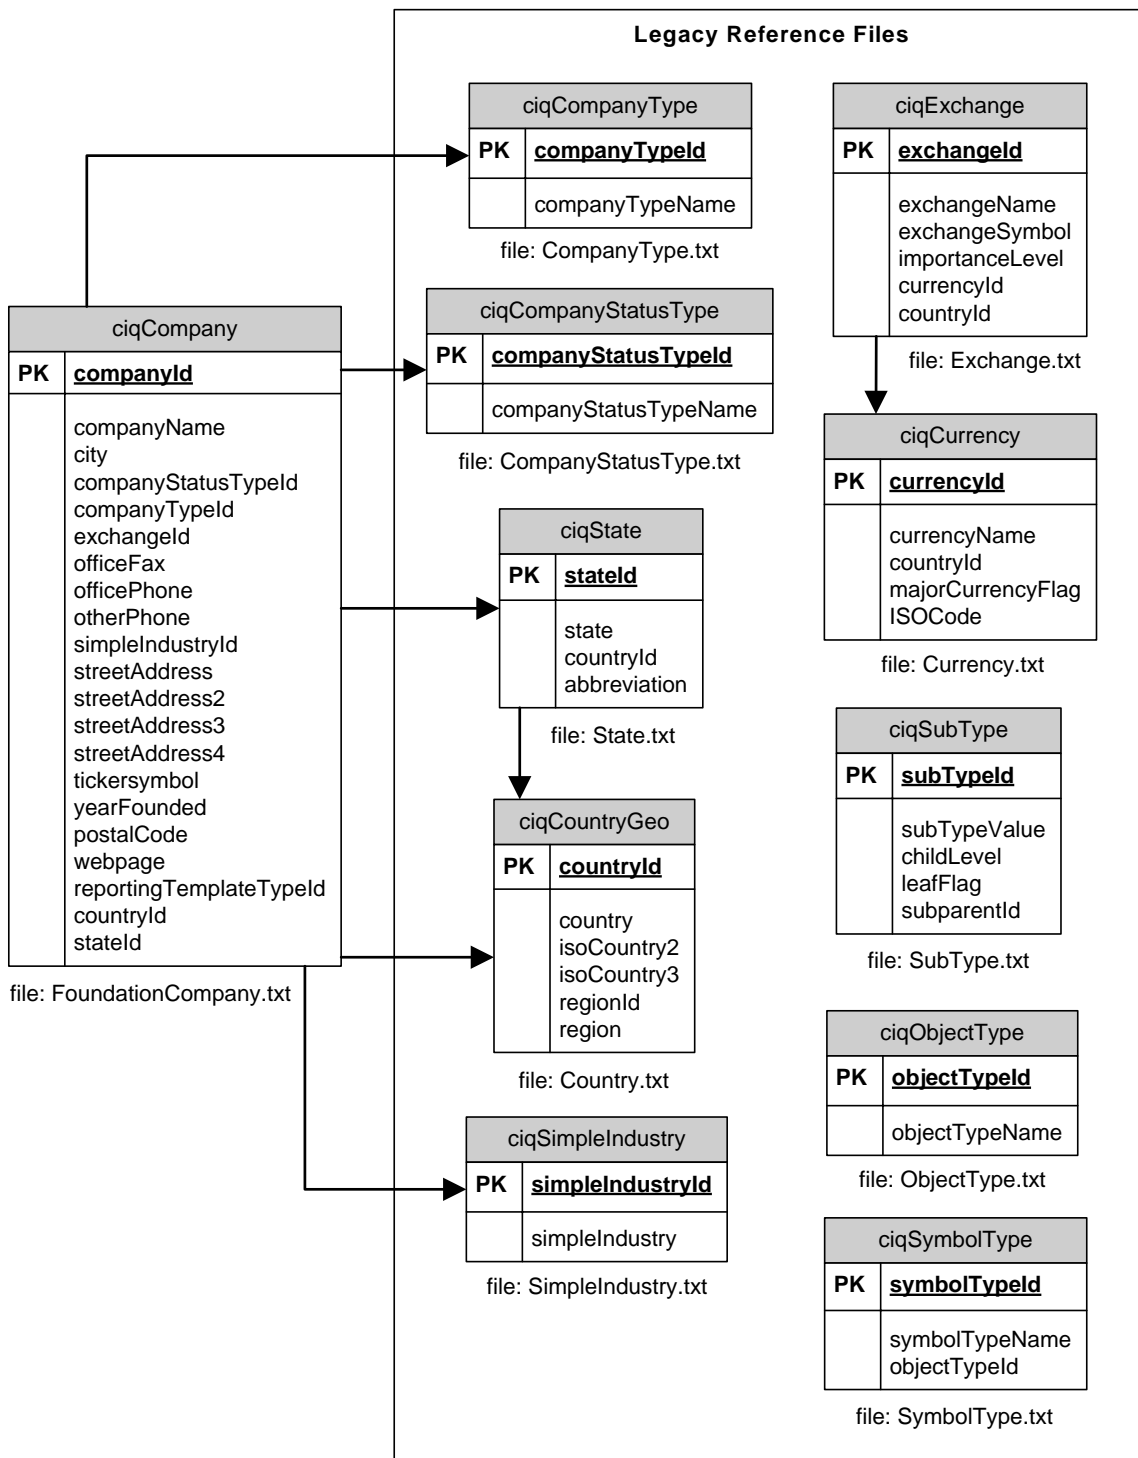 Legacy Reference Files
ciqCompany
PK companyId
companyName
city
companyStatusTypeId
companyTypeId
exchangeId
officeFax
officePhone
otherPhone
simpleIndustryId
streetAddress
streetAddress2
streetAddress3
streetAddress4
tickersymbol
yearFounded
postalCode
webpage
reportingTemplateTypeId
countryId
stateId
file: FoundationCompany.txt
ciqCompanyType
PK companyTypeId
companyTypeName
file: CompanyType.txt
ciqCompanyStatusType
PK companyStatusTypeId
companyStatusTypeName
file: CompanyStatusType.txt
ciqState
PK stateId
state
countryId
abbreviation
file: State.txt
ciqCountryGeo
PK countryId
country
isoCountry2
isoCountry3
regionId
region
file: Country.txt
ciqSimpleIndustry
PK simpleIndustryId
simpleIndustry
file: SimpleIndustry.txt
ciqExchange
PK exchangeId
exchangeName
exchangeSymbol
importanceLevel
currencyId
countryId
file: Exchange.txt
ciqCurrency
PK currencyId
currencyName
countryId
majorCurrencyFlag
ISOCode
file: Currency.txt
ciqSubType
PK subTypeId
subTypeValue
childLevel
leafFlag
subparentId
file: SubType.txt
ciqObjectType
PK objectTypeId
objectTypeName
file: ObjectType.txt
ciqSymbolType
PK symbolTypeId
symbolTypeName
objectTypeId
file: SymbolType.txt